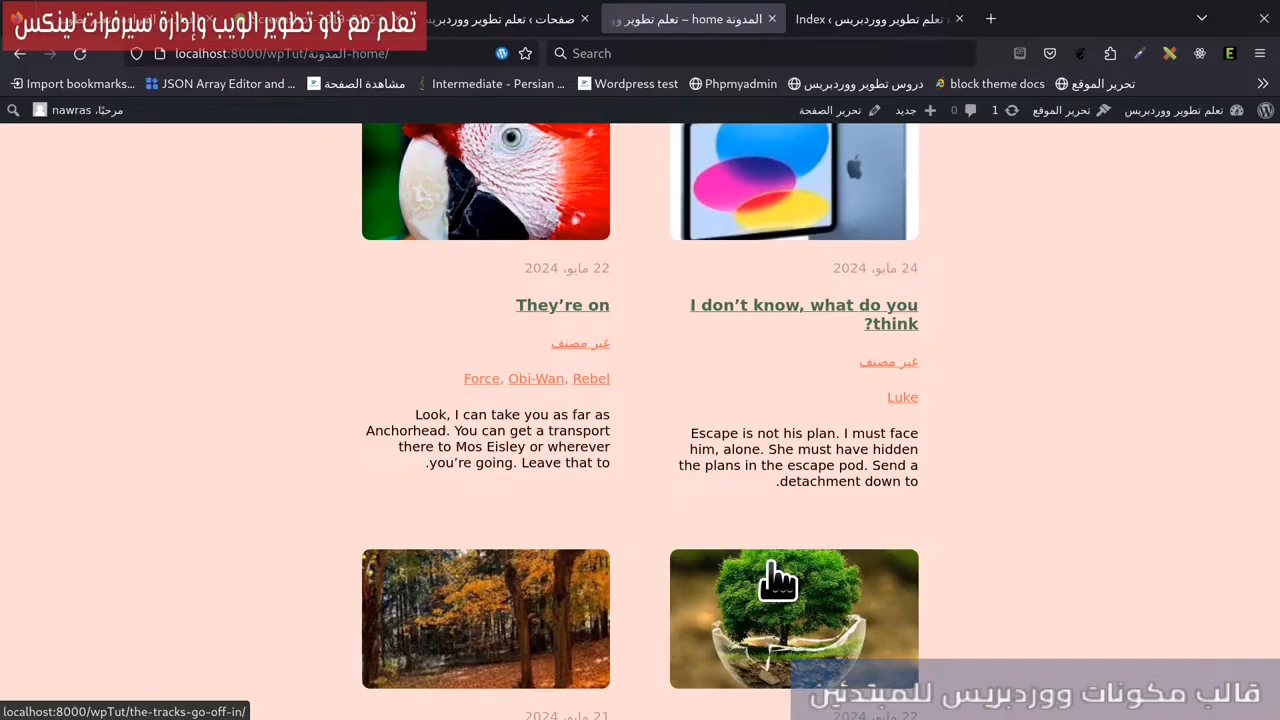 تعلم مع ناو تطوير الويب وإدارة سيرفرات لينكس
صفحات ‹ تعلم تطوير ووردبريس
المدونة home – تعلم تطوير وو
Index ‹ تعلم تطوير ووردبريس
localhost:8000/wpTut/المدونة-home/
Search
Import bookmarks...
JSON Array Editor and ...
مشاهدة الصفحة
Intermediate - Persian ...
Wordpress test
Phpmyadmin
دروس تطوير ووردبريس
block theme docs
تحرير الموقع
تعلم تطوير ووردبريس
تحرير الموقع
1
0
جديد
تحرير الصفحة
مرحبًا، nawras
24 مايو، 2024
I don’t know, what do you
think?
غير مصنف
Luke
Escape is not his plan. I must face
him, alone. She must have hidden
the plans in the escape pod. Send a
detachment down to.
22 مايو، 2024
They’re on
غير مصنف
Force, Obi-Wan, Rebel
Look, I can take you as far as
Anchorhead. You can get a transport
there to Mos Eisley or wherever
you’re going. Leave that to.
22 مايو، 2024
21 مايو، 2024
قالب مكونات ووردبريس للمبتدئين
localhost:8000/wpTut/the-tracks-go-off-in/